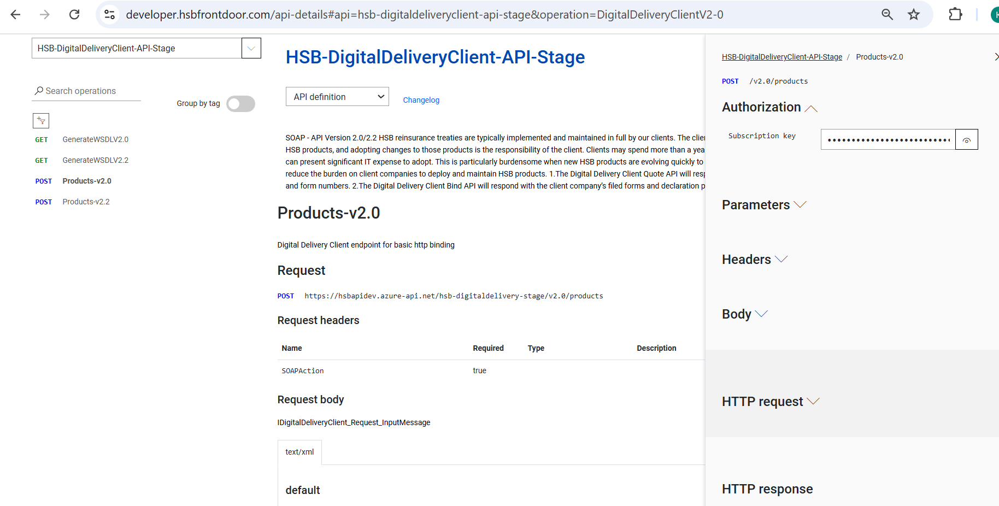 developer.hsbfrontdoor.com/api-details#api=hsb-digitaldeliveryclient-api-stage&operation=DigitalDeliveryClientV2-0
HSB-DigitalDeliveryClient-API-Stage
Search operations
Group by tag
GET GenerateWSDLV2.0
GET GenerateWSDLV2.2
POST Products-v2.0
POST Products-v2.2
HSB-DigitalDeliveryClient-API-Stage
API definition
Changelog
SOAP - API Version 2.0/2.2 HSB reinsurance treaties are typically implemented and maintained in full by our clients. The clie
HSB products, and adopting changes to those products is the responsibility of the client. Clients may spend more than a yea
can present significant IT expense to adopt. This is particularly burdensome when new HSB products are evolving quickly to
reduce the burden on client companies to deploy and maintain HSB products. 1.The Digital Delivery Client Quote API will resp
and form numbers. 2.The Digital Delivery Client Bind API will respond with the client company's filed forms and declaration p
Products-v2.0
Digital Delivery Client endpoint for basic http binding
Request
POST https://hsbapidev.azure-api.net/hsb-digitaldelivery-stage/v2.0/products
Request headers
Name Required Type Description
SOAPAction true
Request body
IDigitalDeliveryClient_Request_InputMessage
text/xml
default
HSB-DigitalDeliveryClient-API-Stage / Products-v2.0
POST /v2.0/products
Authorization
Subscription key
Parameters
Headers
Body
HTTP request
HTTP response